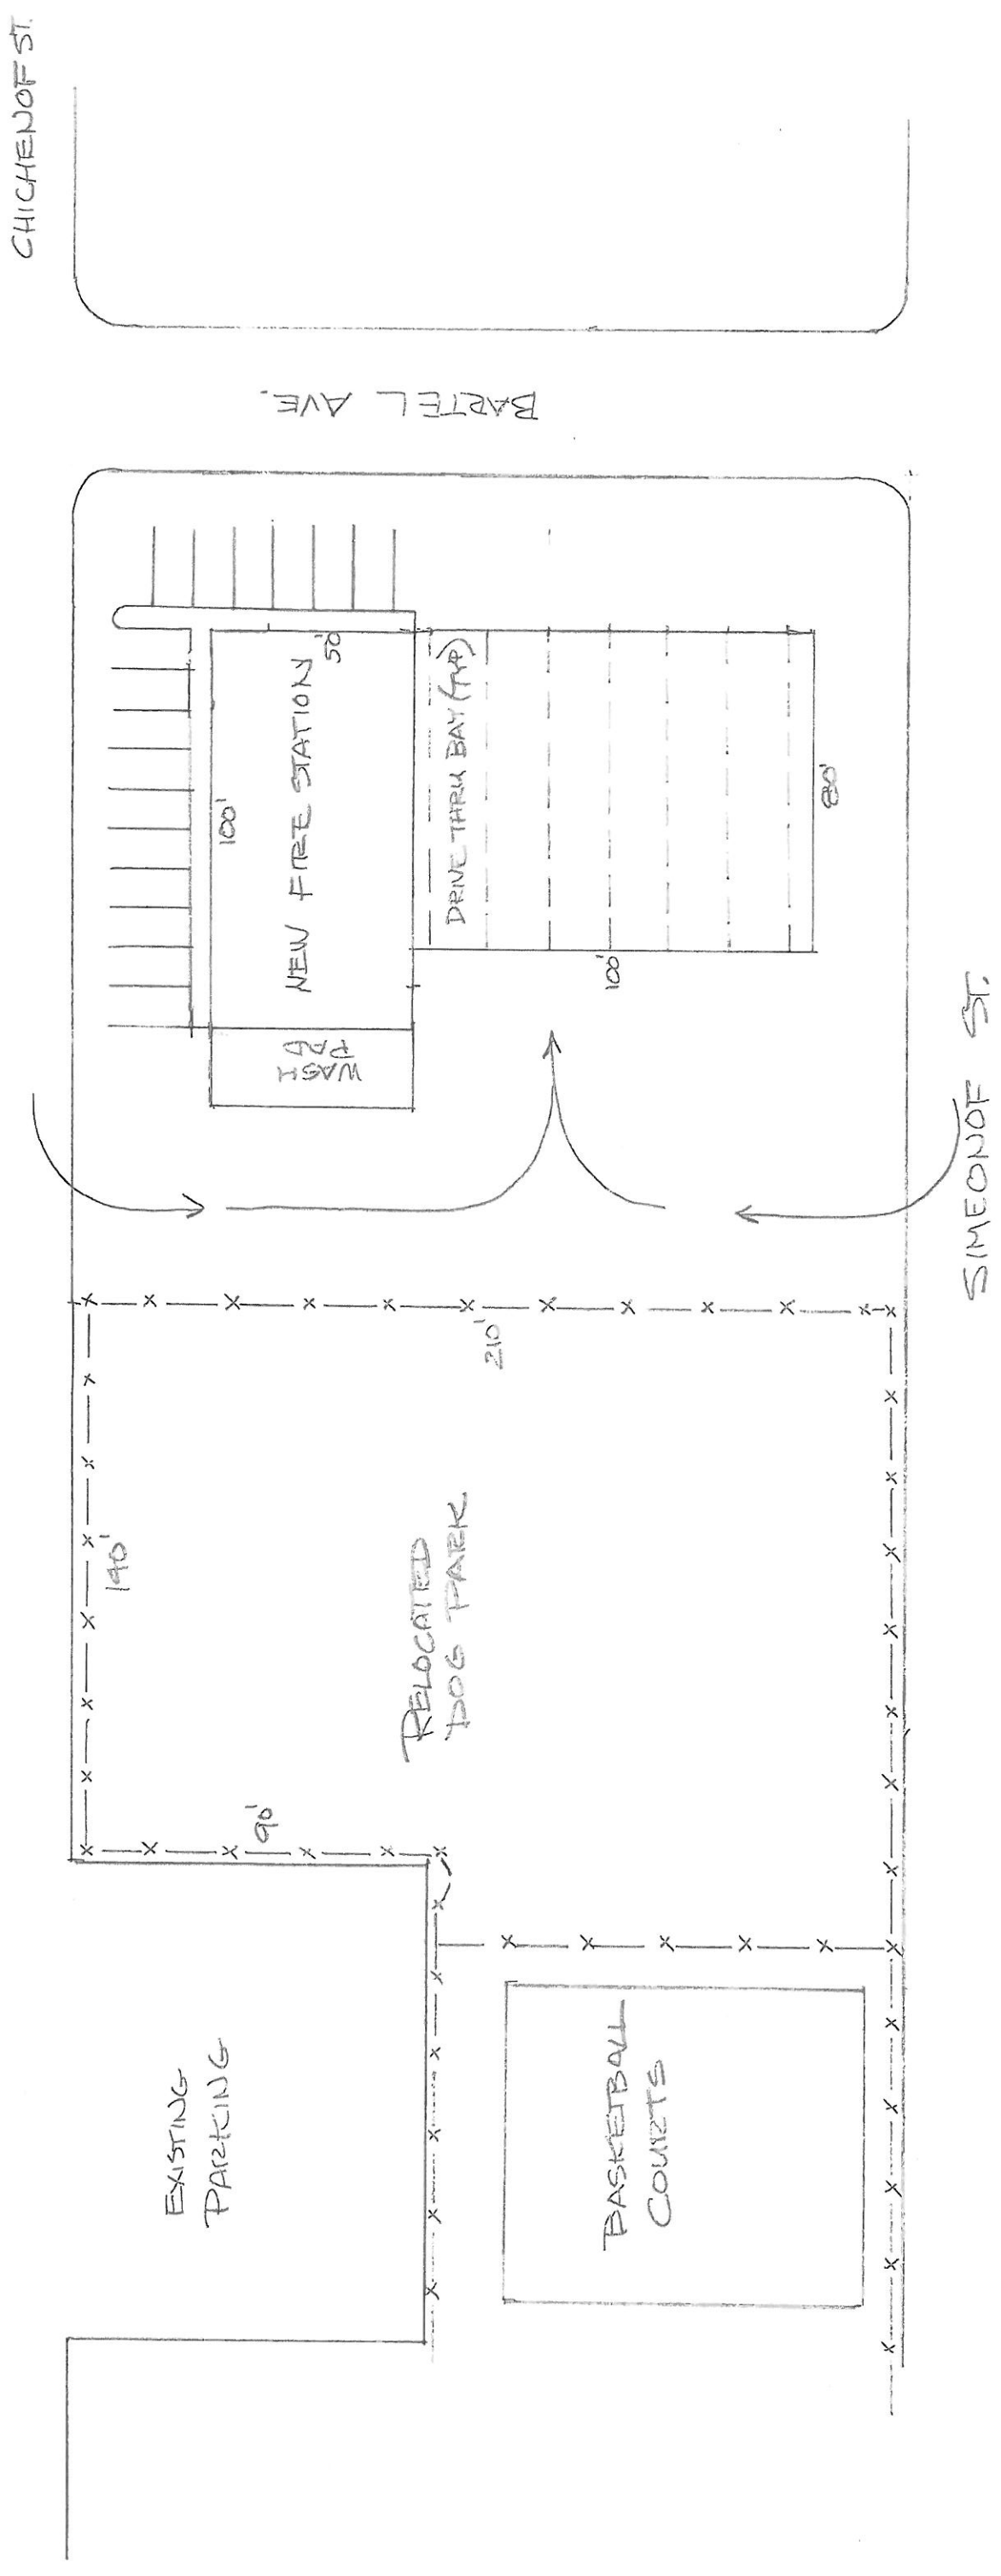 CHICHENOF ST.
BARTEL AVE.
50'
NEW FIRE STATION
100'
DRIVE THRU BAY (TYP)
80'
100'
WASH
PAD
SIMEONOF ST.
210'
140'
RELOCATED
DOG PARK
90'
EXISTING
PARKING
BASKETBALL
COURTS